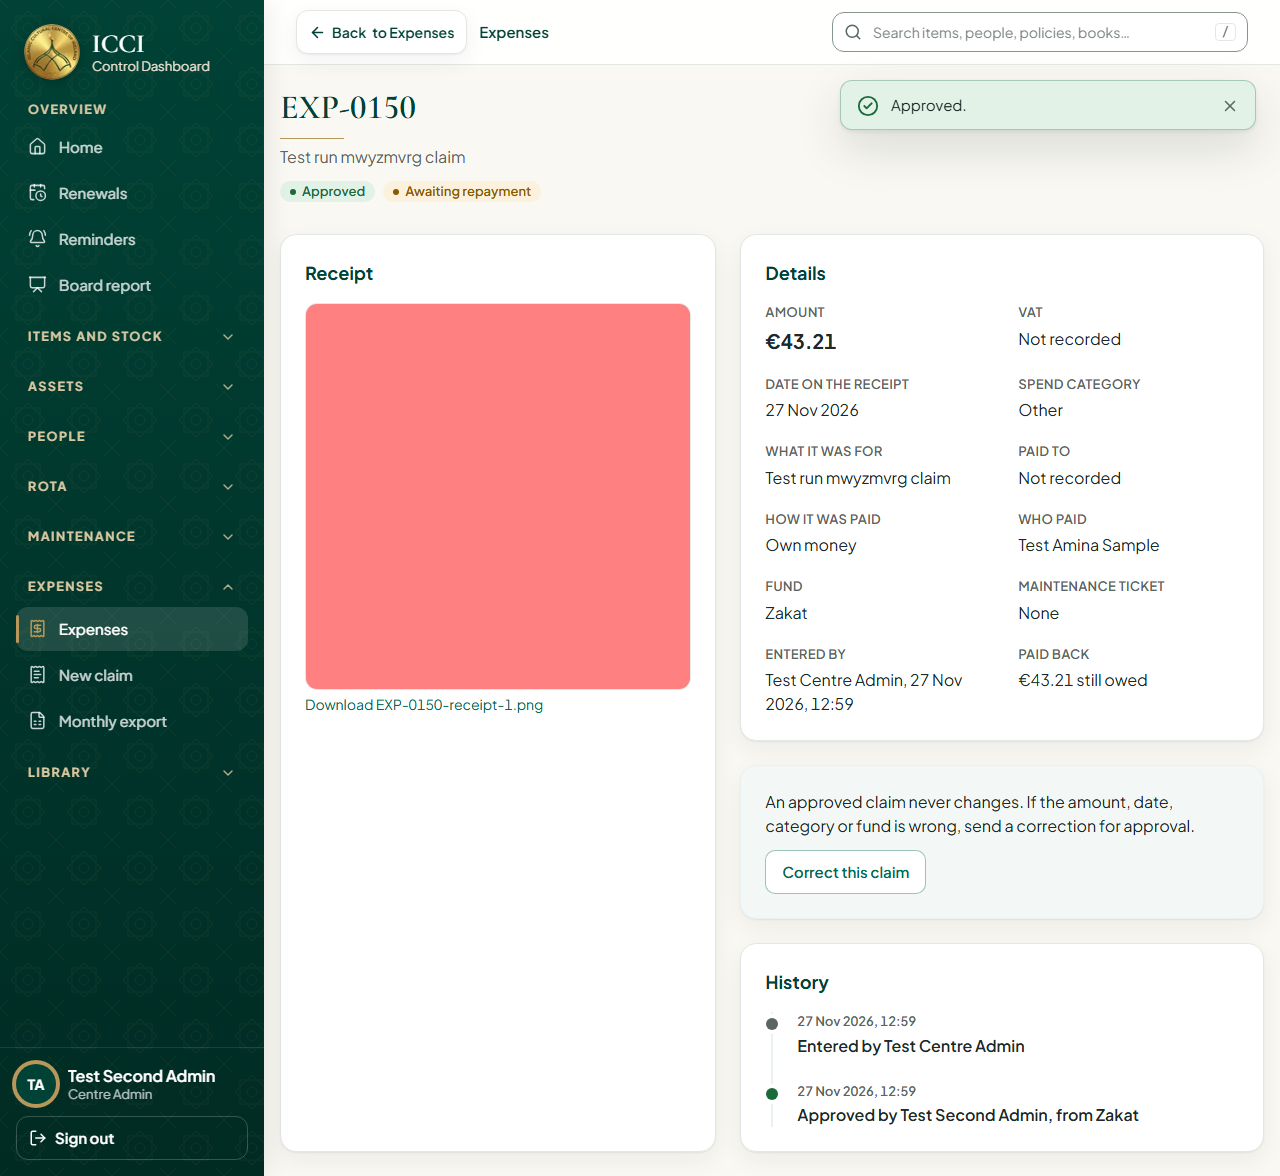 ICCI
Control Dashboard
OVERVIEW
Home
Renewals
Reminders
Board report
ITEMS AND STOCK
ASSETS
PEOPLE
ROTA
MAINTENANCE
EXPENSES
Expenses
New claim
Monthly export
LIBRARY
TA
Test Second Admin
Centre Admin
Sign out
Back to Expenses
Expenses
Search items, people, policies, books…
/
EXP-0150
Test run mwyzmvrg claim
Approved
Awaiting repayment
Approved.
Receipt
Download EXP-0150-receipt-1.png
Details
AMOUNT
€43.21
VAT
Not recorded
DATE ON THE RECEIPT
27 Nov 2026
SPEND CATEGORY
Other
WHAT IT WAS FOR
Test run mwyzmvrg claim
PAID TO
Not recorded
HOW IT WAS PAID
Own money
WHO PAID
Test Amina Sample
FUND
Zakat
MAINTENANCE TICKET
None
ENTERED BY
Test Centre Admin, 27 Nov
2026, 12:59
PAID BACK
€43.21 still owed
An approved claim never changes. If the amount, date,
category or fund is wrong, send a correction for approval.
Correct this claim
History
27 Nov 2026, 12:59
Entered by Test Centre Admin
27 Nov 2026, 12:59
Approved by Test Second Admin, from Zakat